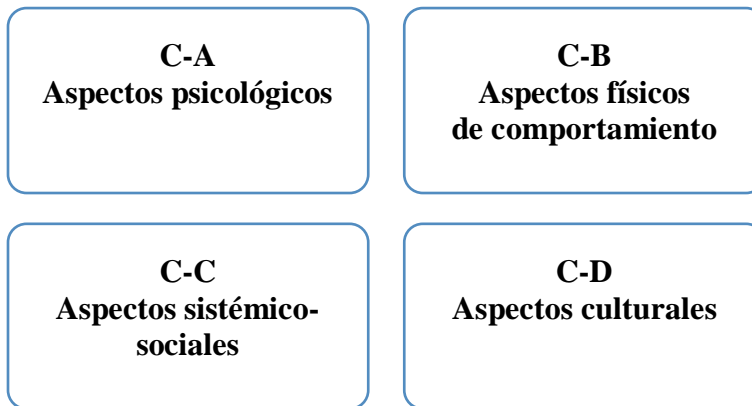 C-A
Aspectos psicológicos
C-B
Aspectos físicos
de comportamiento
C-C
Aspectos sistémico-
sociales
C-D
Aspectos culturales